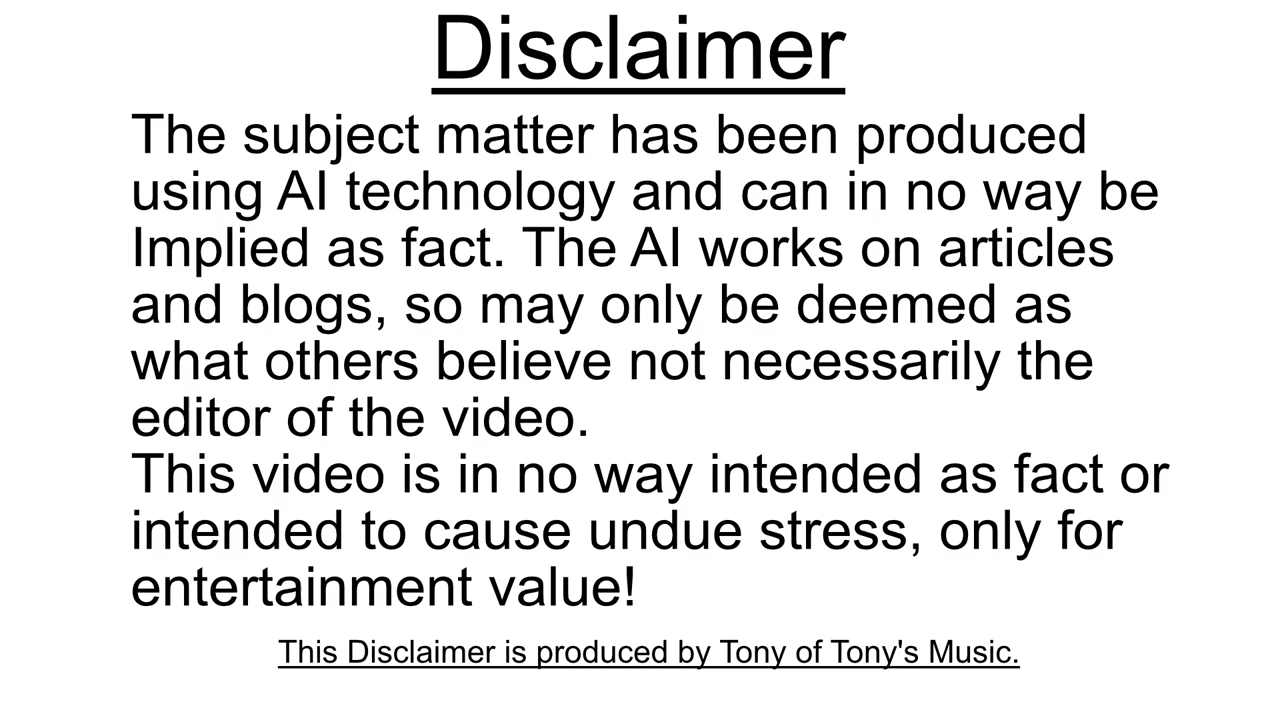 Disclaimer
The subject matter has been produced
using AI technology and can in no way be
Implied as fact. The AI works on articles
and blogs, so may only be deemed as
what others believe not necessarily the
editor of the video.
This video is in no way intended as fact or
intended to cause undue stress, only for
entertainment value!
This Disclaimer is produced by Tony of Tony's Music.